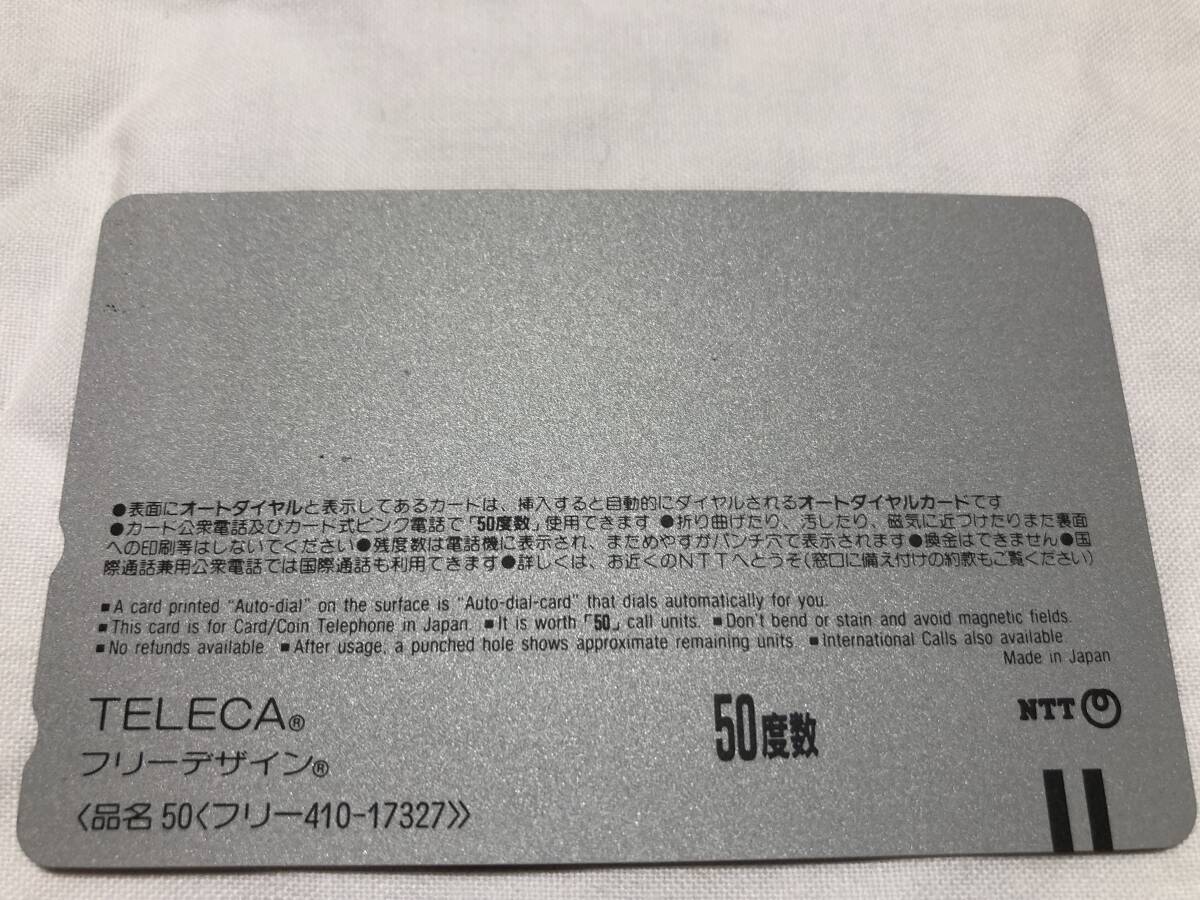 ●表面にオートダイヤルと表示してあるカードは、挿入すると自動的にダイヤルされるオートダイヤルカードです
●カード公衆電話及びカード式ピンク電話で「50度数」使用できます ●折り曲げたり、汚したり、磁気に近づけたりまた裏面
への印刷等はしないでください●残度数は電話機に表示され、まためやすがパンチ穴で表示されます●換金はできません●国
際通話兼用公衆電話では国際通話も利用できます●詳しくは、お近くのNTTへどうぞ(窓口に備え付けの約款もご覧ください)
■A card printed "Auto-dial" on the surface is "Auto-dial-card" that dials automatically for you.
■This card is for Card/Coin Telephone in Japan. ■It is worth「50」call units. ■Don't bend or stain and avoid magnetic fields.
■No refunds available ■After usage, a punched hole shows approximate remaining units. ■International Calls also available
Made in Japan
TELECA®
50度数
NTT
フリーデザイン®
〈品名 50〈フリー410-17327〉〉